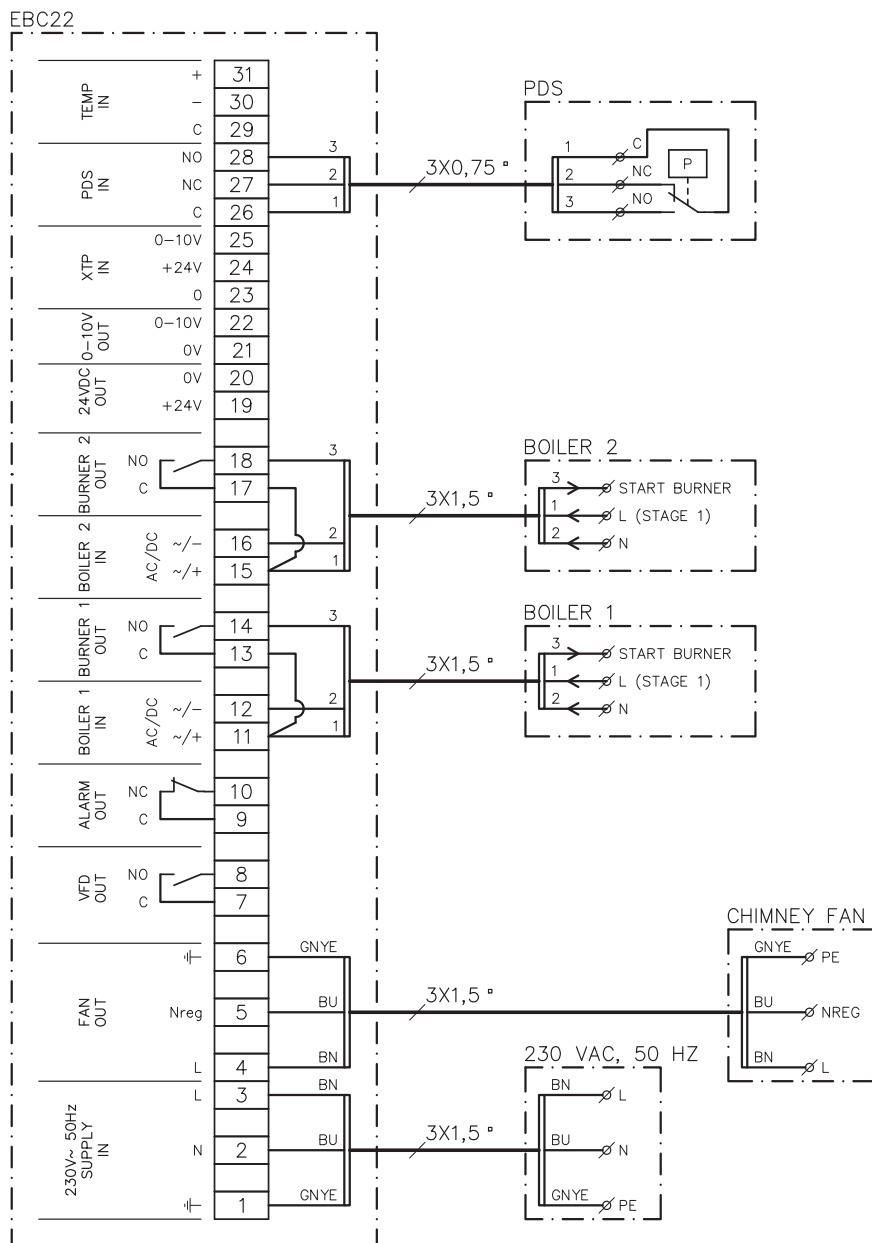 EBC22
TEMP IN
+ 31
– 30
C 29
PDS IN
NO 28 3
NC 27 2
C 26 1
3X0,75 ▫
PDS
1 C
2 NC
3 NO
P
XTP IN
0–10V 25
+24V 24
0 23
0–10V OUT
0–10V 22
0V 21
24VDC OUT
0V 20
+24V 19
BURNER 2 OUT
NO 18 3
C 17
BOILER 2 IN
AC/DC
~/– 16 2
~/+ 15 1
3X1,5 ▫
BOILER 2
3 START BURNER
1 L (STAGE 1)
2 N
BURNER 1 OUT
NO 14 3
C 13
BOILER 1 IN
AC/DC
~/– 12 2
~/+ 11 1
3X1,5 ▫
BOILER 1
3 START BURNER
1 L (STAGE 1)
2 N
ALARM OUT
NC 10
C 9
VFD OUT
NO 8
C 7
FAN OUT
6 GNYE
Nreg 5 BU
L 4 BN
3X1,5 ▫
CHIMNEY FAN
GNYE PE
BU NREG
BN L
230V~ 50Hz SUPPLY IN
L 3 BN
N 2 BU
1 GNYE
3X1,5 ▫
230 VAC, 50 HZ
BN L
BU N
GNYE PE